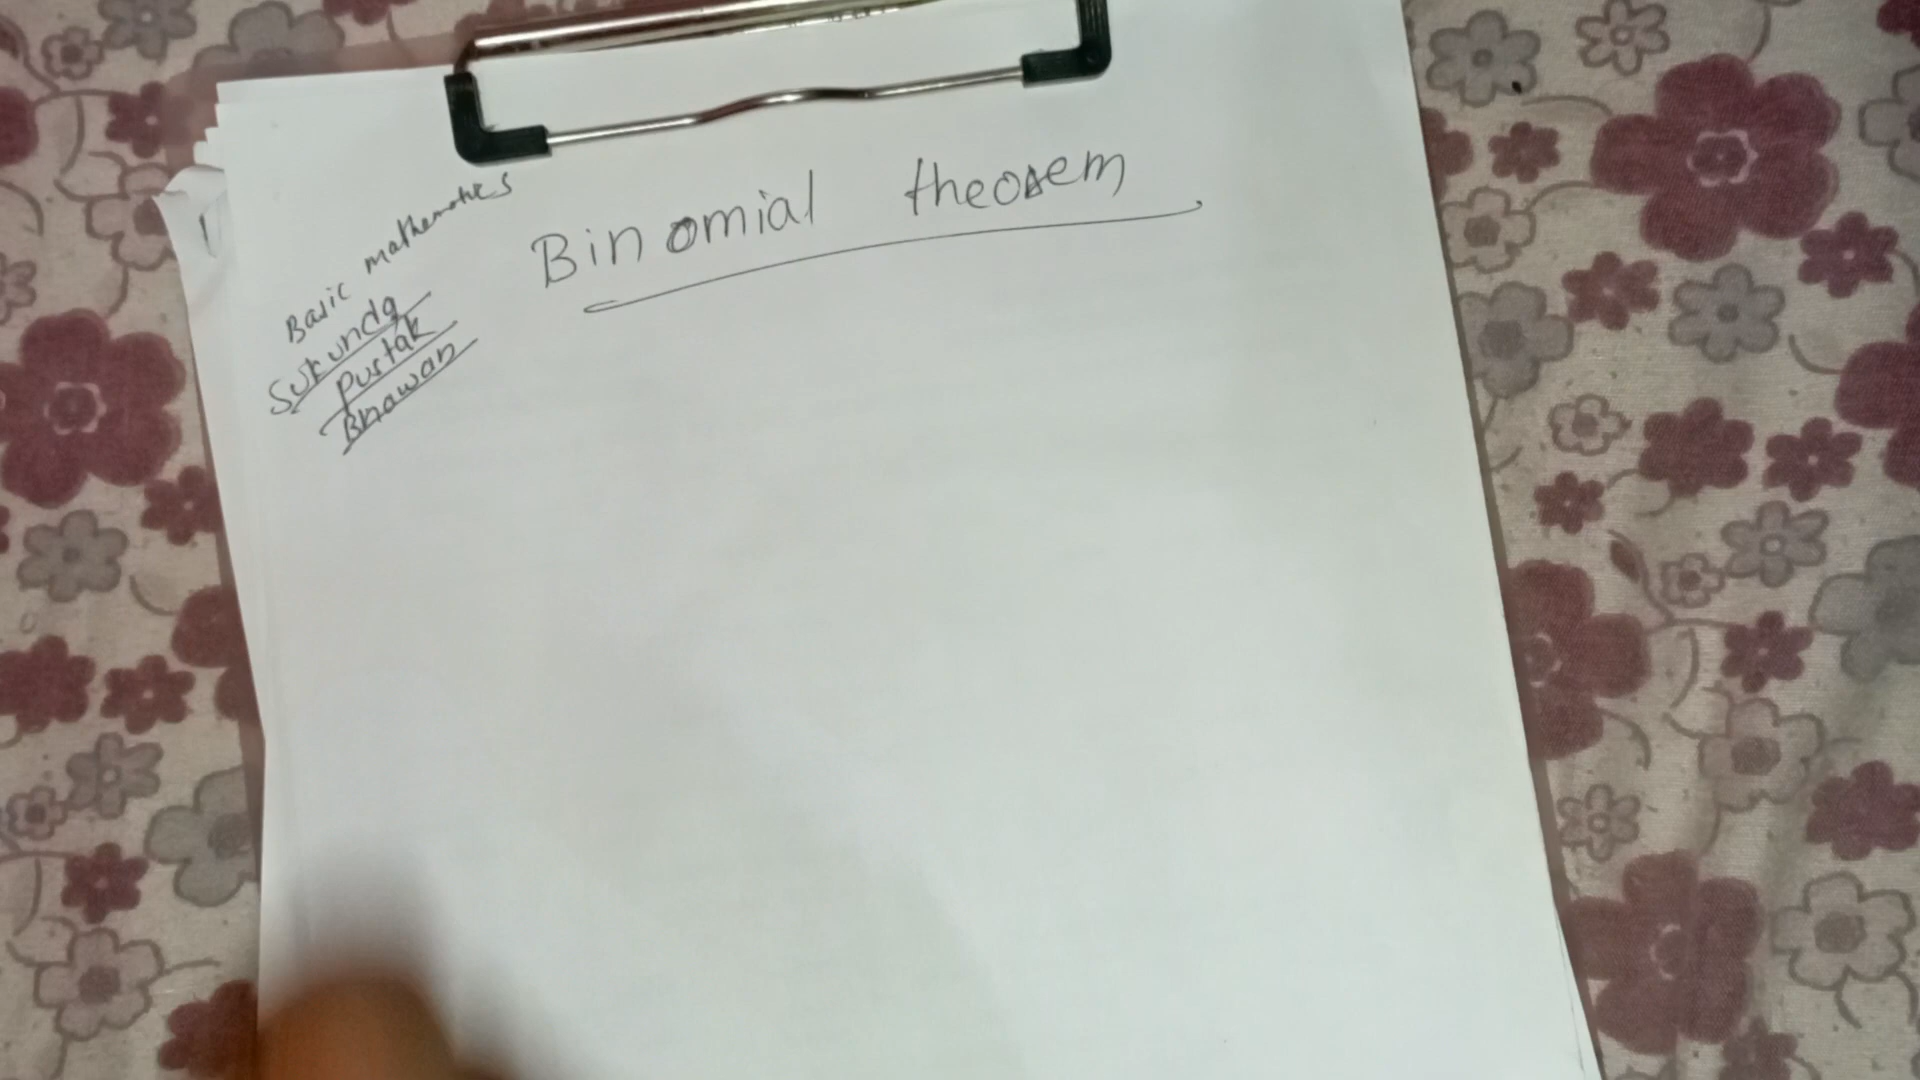 Basic mathematics
Sukunda
Pustak
Bhawan
Binomial theorem